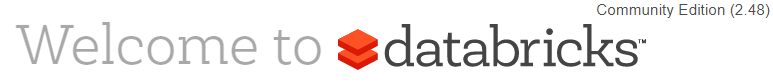 Community Edition (2.48)
Welcome to databricks™